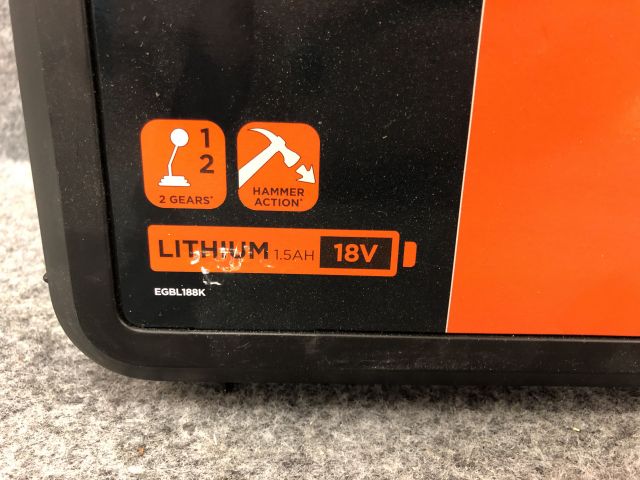 1
2
2 GEARS*
HAMMER
ACTION*
LITHIUM 1.5AH 18V
EGBL188K